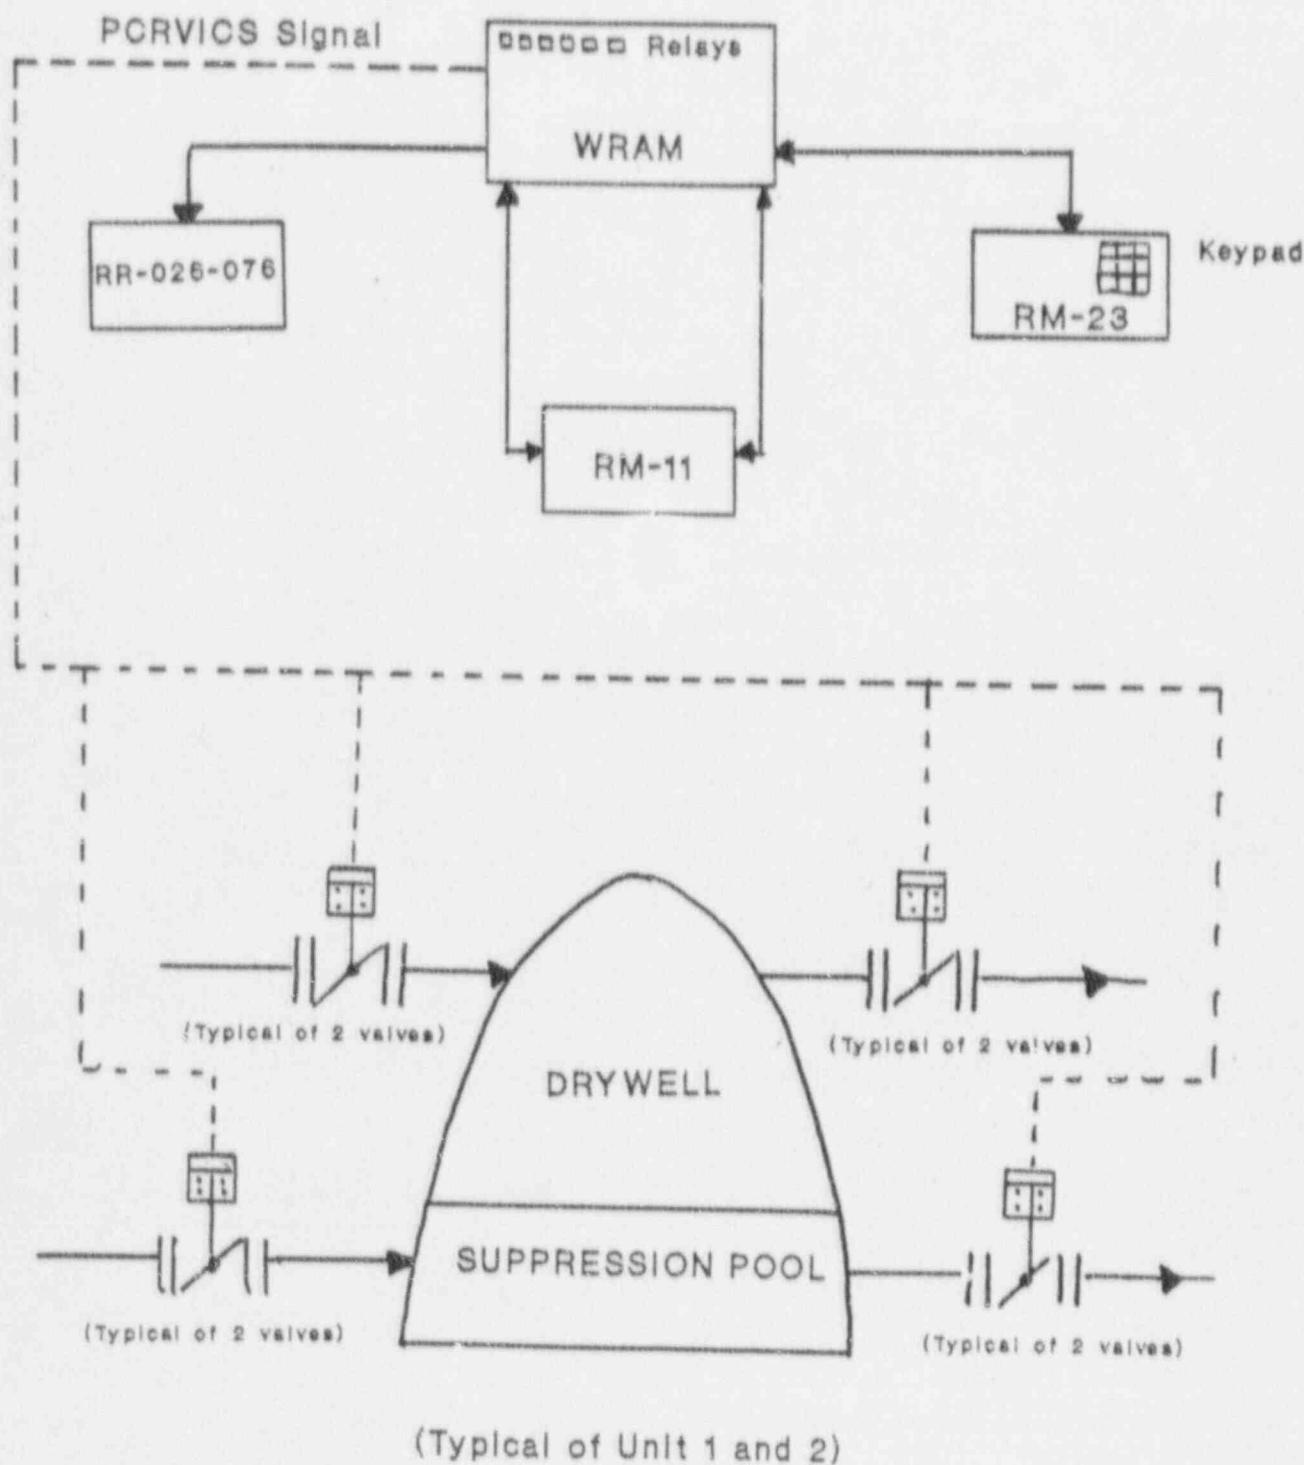 PCRVICS Signal
Relays
WRAM
RR-026-076
Keypad
RM-23
RM-11
(Typical of 2 valves)
(Typical of 2 valves)
DRYWELL
SUPPRESSION POOL
(Typical of 2 valves)
(Typical of 2 valves)
(Typical of Unit 1 and 2)